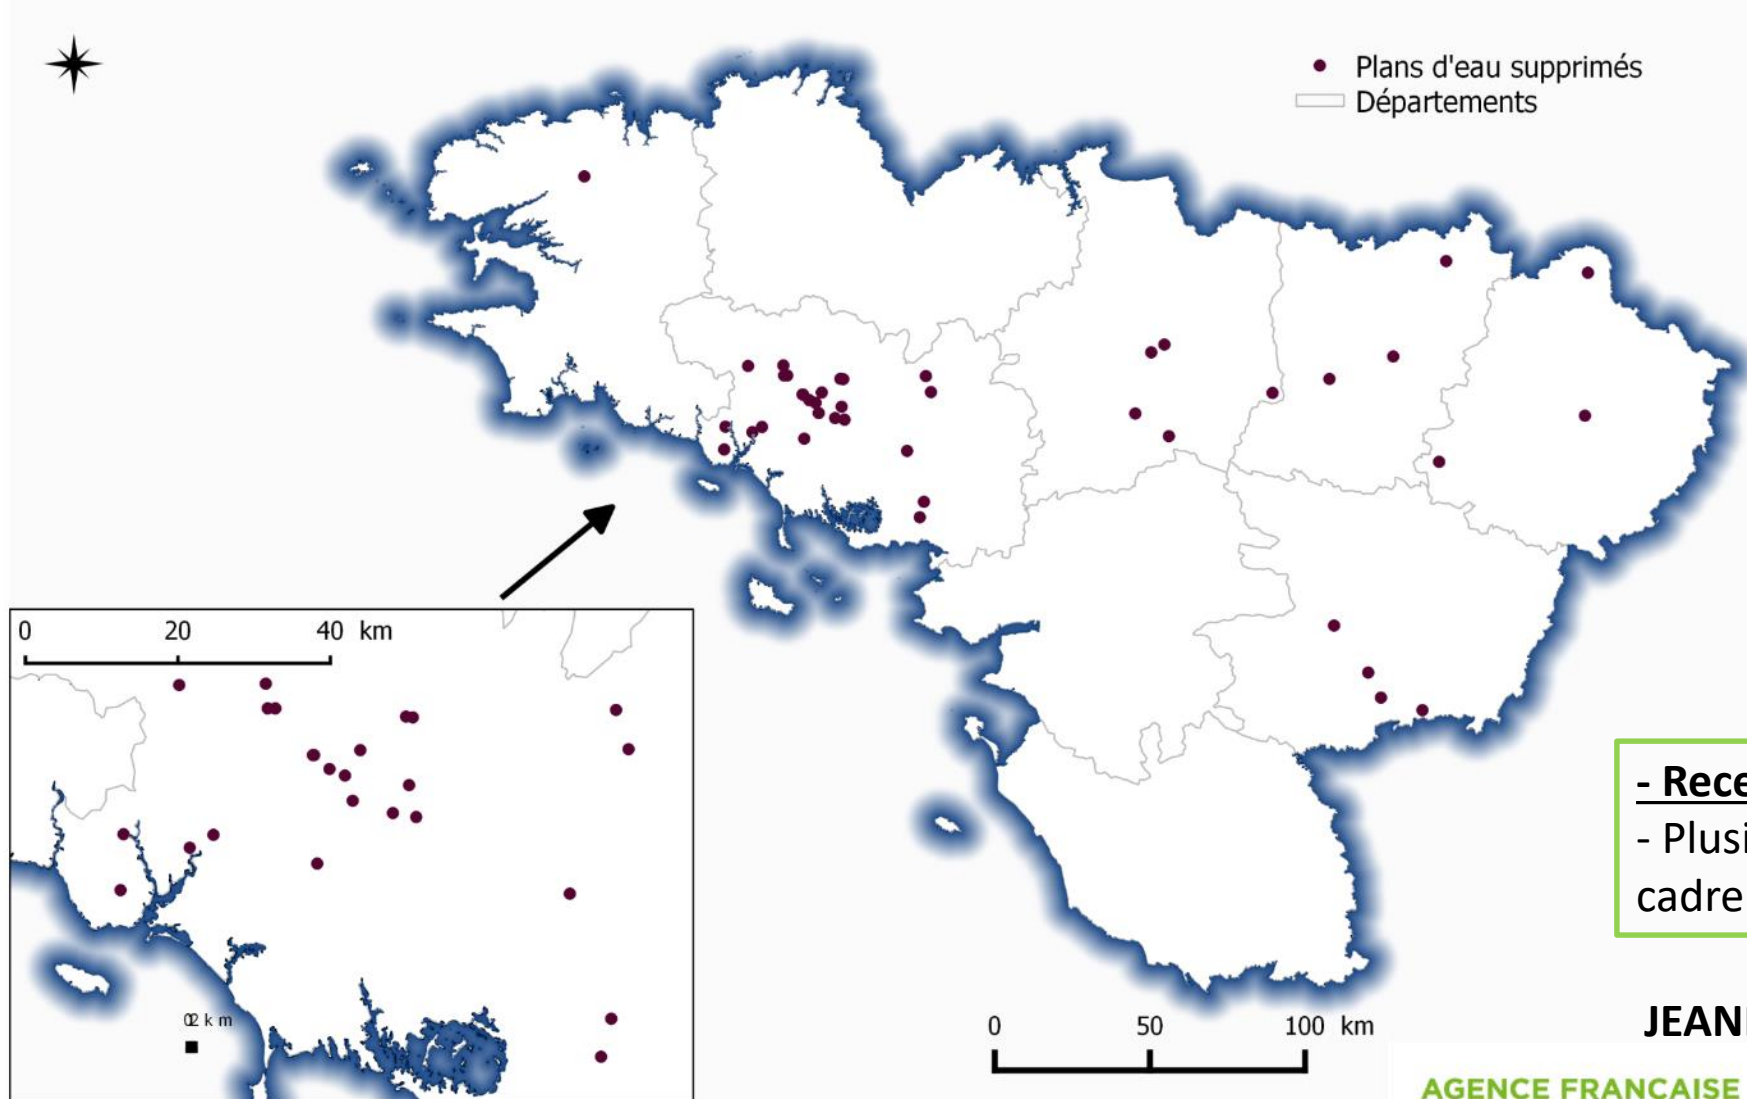 Plans d'eau supprimés
Départements
0 20 40 km
- Rece
- Plusi
cadre
0 50 100 km
JEAN
AGENCE FRANCAISE